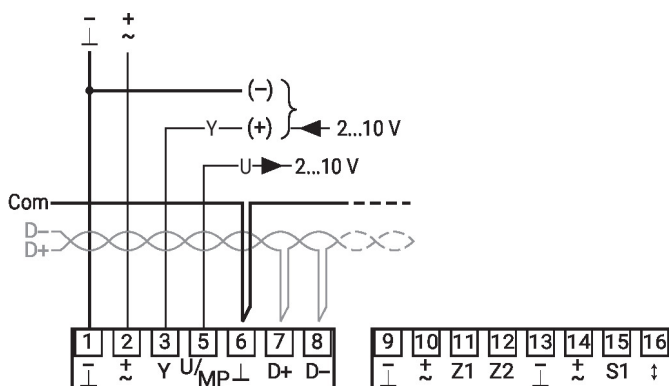 - +
⊥ ~
(-)
Y (+) 2...10 V
U 2...10 V
Com
D-
D+
1 2 3 5 6 7 8 9 10 11 12 13 14 15 16
⊥ ± ~ Y U/MP ⊥ D+ D- ⊥ ± ~ Z1 Z2 ⊥ ± ~ S1 ↕